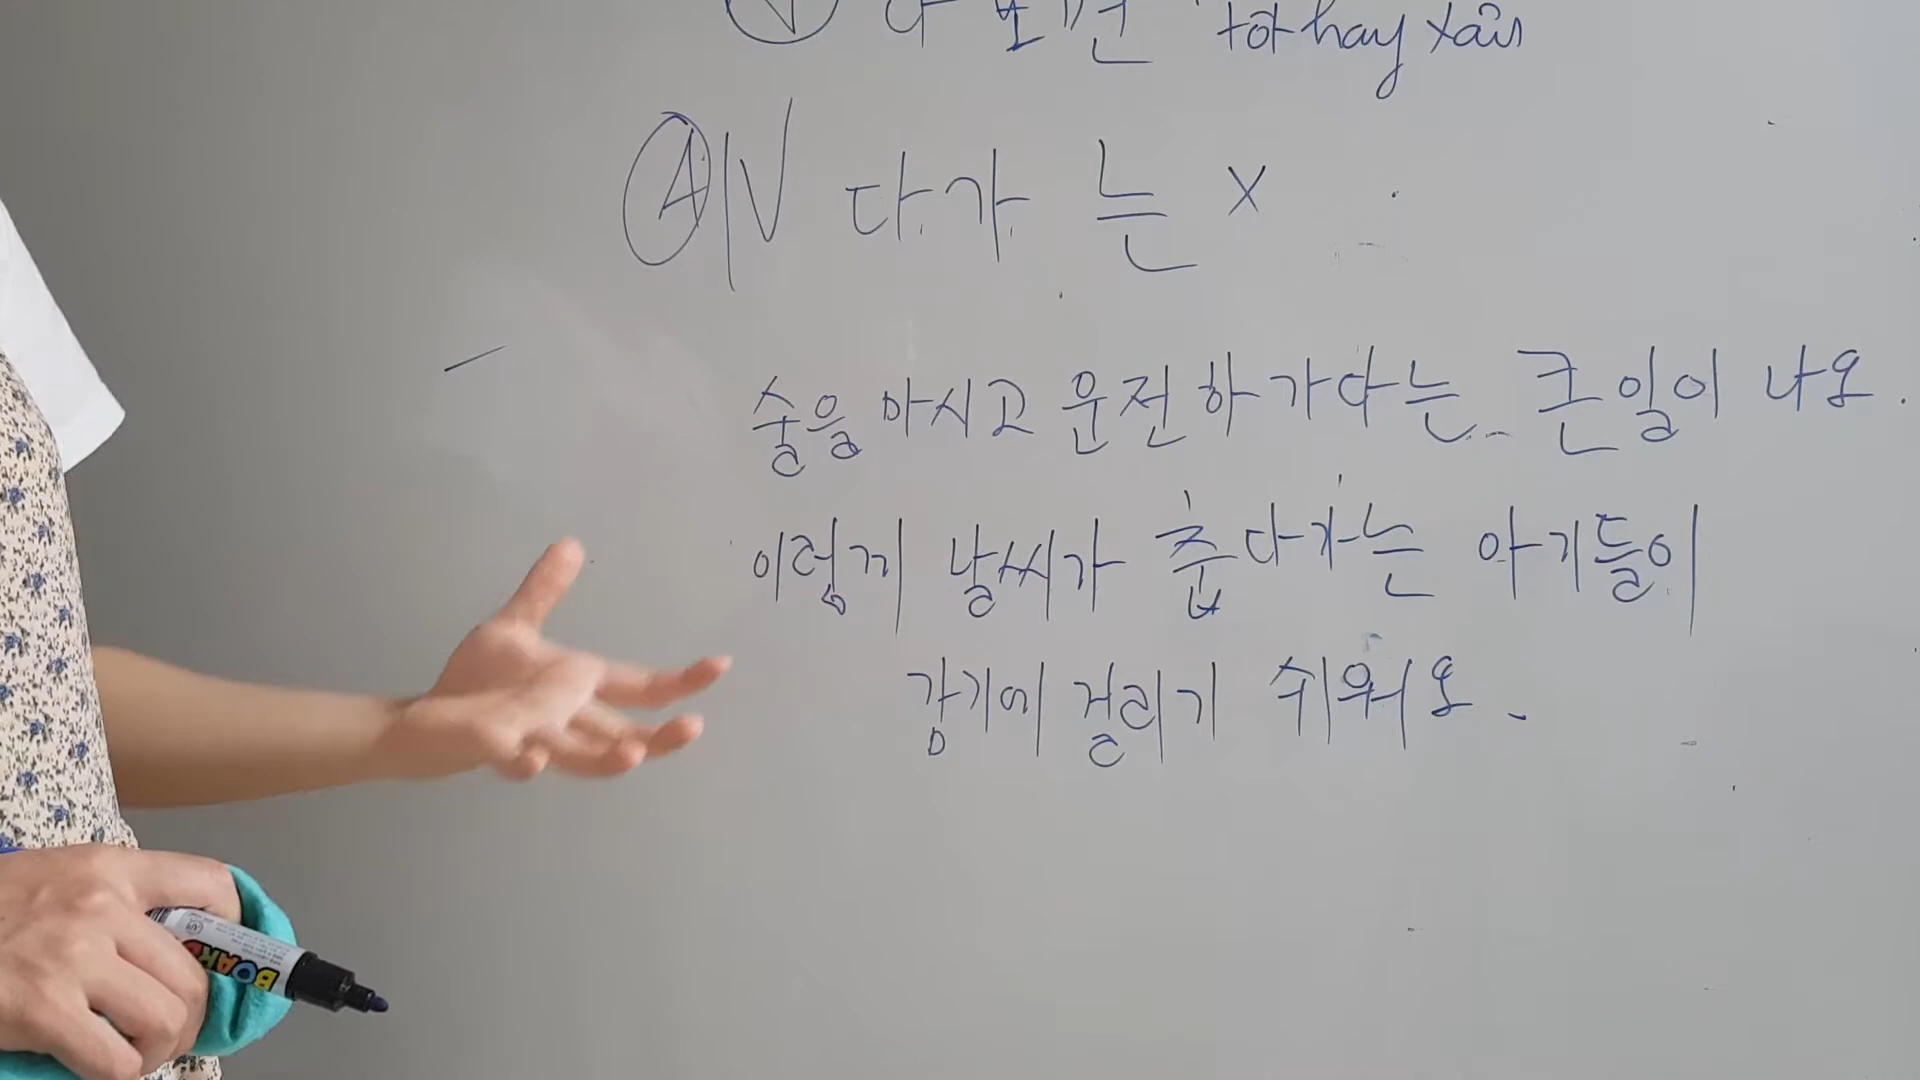 V 다 보면 tốt hay xấu
A/V 다가 는 X
술을 마시고 운전하가다는 큰일이 나요.
이렇게 날씨가 춥다가는 아기들이
감기에 걸리기 쉬워요.
BOARD